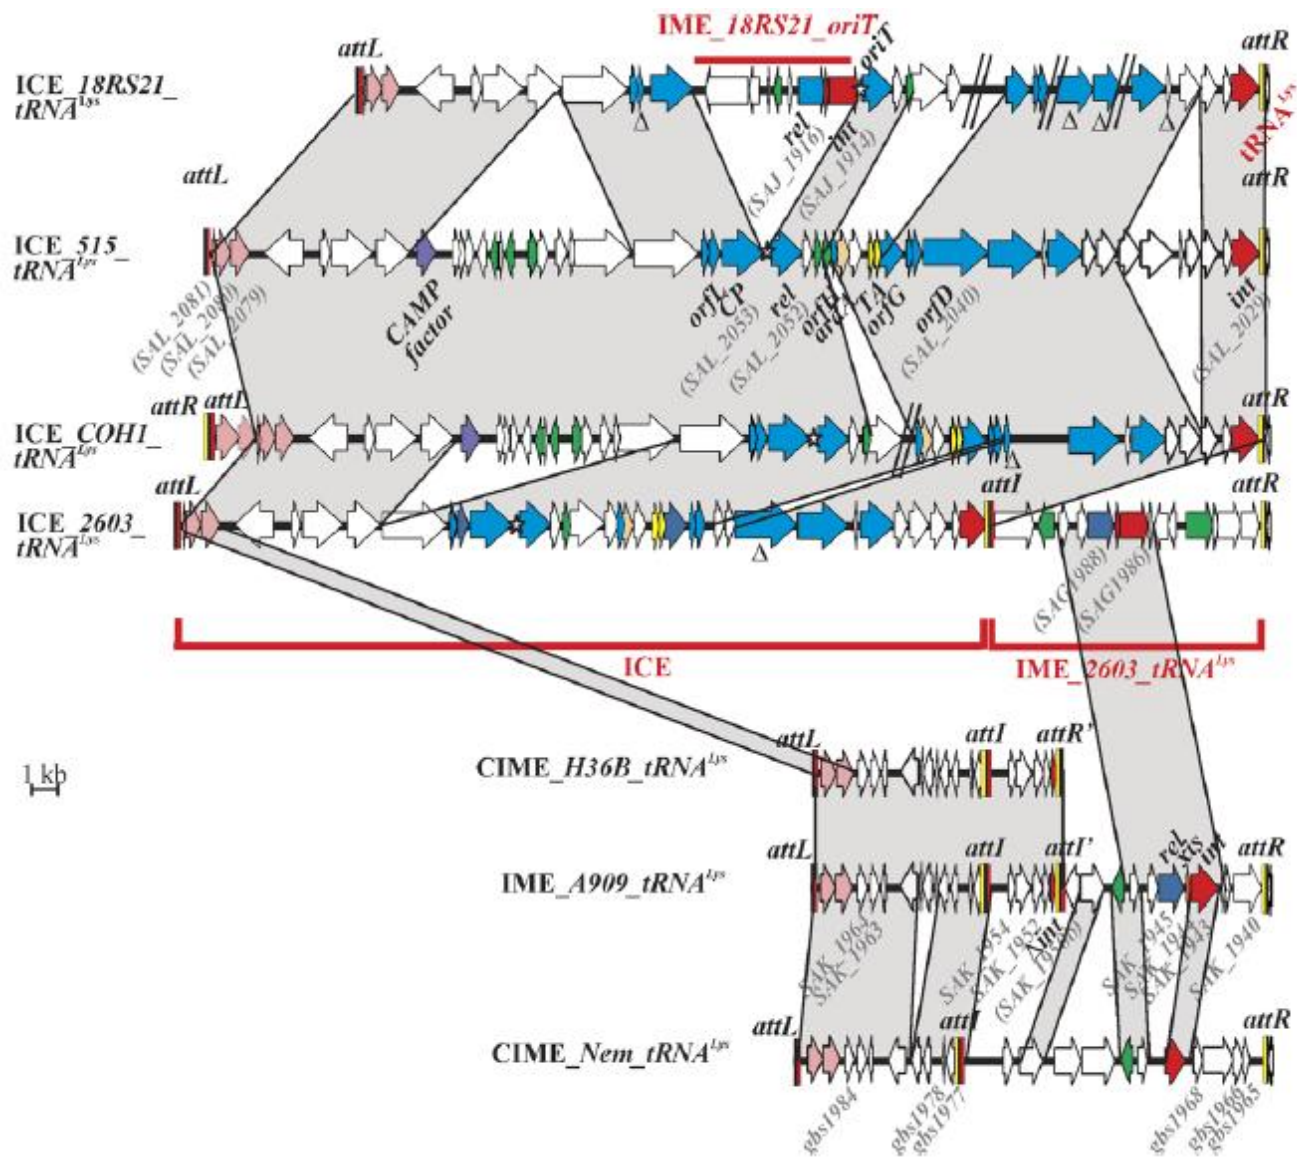 IME_18RS21_oriT
attL
oriT
attR
ICE_18RS21_
tRNA^Lys
Δ
Δ
Δ
Δ
rel
(SAJ_1916)
int
(SAJ_1914)
tRNA^Lys
attL
attR
ICE_515_
tRNA^Lys
(SAL_2081)
(SAL_2080)
(SAL_2079)
CAMP
factor
orfL
CP
(SAL_2053)
rel
(SAL_2052)
orfH
TA
orfG
orfD
(SAL_2040)
int
(SAL_2029)
attR attL
attR
ICE_COH1_
tRNA^Lys
Δ
attL
attI
attR
ICE_2603_
tRNA^Lys
Δ
(SAG1988)
(SAG1986)
ICE
IME_2603_tRNA^Lys
1 kb
attL
attI
attR'
CIME_H36B_tRNA^Lys
attL
attI
attI'
rel
xis
int
attR
IME_A909_tRNA^Lys
SAK_1964
SAK_1963
SAK_1954
SAK_1952
Δint
SAK_1945
SAK_1944
SAK_1943
SAK_1940
attL
attI
attR
CIME_Nem_tRNA^Lys
gbs1984
gbs1978
gbs1977
gbs1968
gbs1966
gbs1965